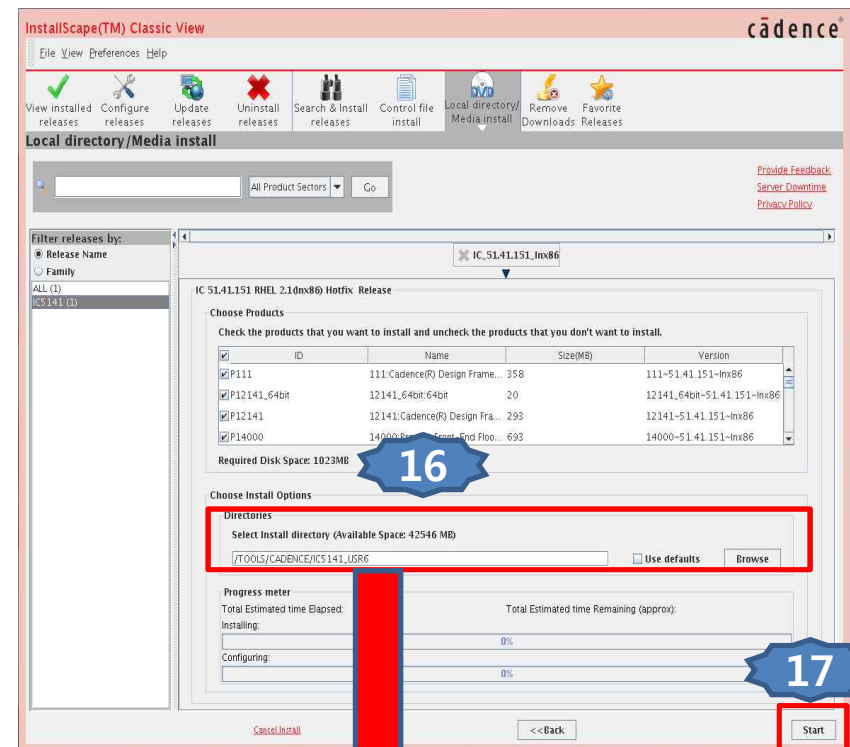 InstallScape(TM) Classic View
cādence®
File View Preferences Help
View installed releases
Configure releases
Update releases
Uninstall releases
Search & Install releases
Control file install
Local directory/ Media install
Remove Downloads
Favorite Releases
Local directory/Media install
All Product Sectors
Go
Provide Feedback
Server Downtime
Privacy Policy
Filter releases by:
Release Name
Family
ALL (1)
IC5141 (1)
IC_51.41.151_lnx86
IC 51.41.151 RHEL 2.1(lnx86) Hotfix Release
Choose Products
Check the products that you want to install and uncheck the products that you don't want to install.
ID Name Size(MB) Version
P111 111:Cadence(R) Design Frame... 358 111~51.41.151~lnx86
P12141_64bit 12141_64bit:64bit 20 12141_64bit~51.41.151~lnx86
P12141 12141:Cadence(R) Design Fra... 293 12141~51.41.151~lnx86
P14000 Front-End Floo... 693 14000~51.41.151~lnx86
Required Disk Space: 1023MB
16
Choose Install Options
Directories
Select Install directory (Available Space: 42546 MB)
/TOOLS/CADENCE/IC5141_USR6
Use defaults
Browse
Progress meter
Total Estimated time Elapsed:
Total Estimated time Remaining (approx):
Installing:
0%
Configuring:
0%
17
Cancel Install
<<Back
Start